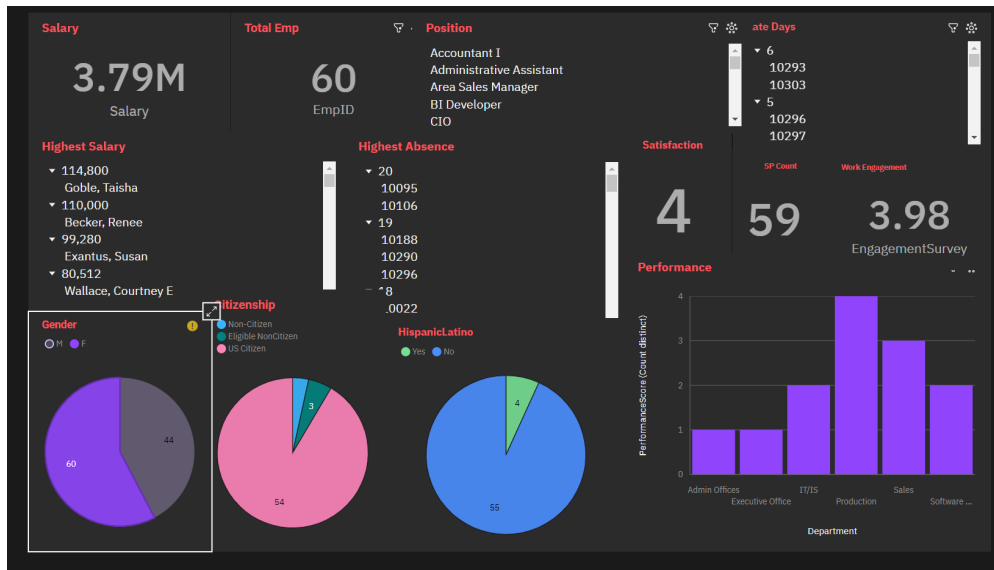 Salary
3.79M
Salary
Total Emp
60
EmpID
Position
Accountant I
Administrative Assistant
Area Sales Manager
BI Developer
CIO
ate Days
6
10293
10303
5
10296
10297
Highest Salary
114,800
Goble, Taisha
110,000
Becker, Renee
99,280
Exantus, Susan
80,512
Wallace, Courtney E
Highest Absence
20
10095
10106
19
10188
10290
10296
8
.0022
Satisfaction
4
SP Count
59
Work Engagement
3.98
EngagementSurvey
Gender
M F
44
60
Citizenship
Non-Citizen
Eligible NonCitizen
US Citizen
3
54
HispanicLatino
Yes No
4
55
Performance
PerformanceScore (Count distinct)
4
3
2
1
0
Admin Offices
Executive Office
IT/IS
Production
Sales
Software ...
Department